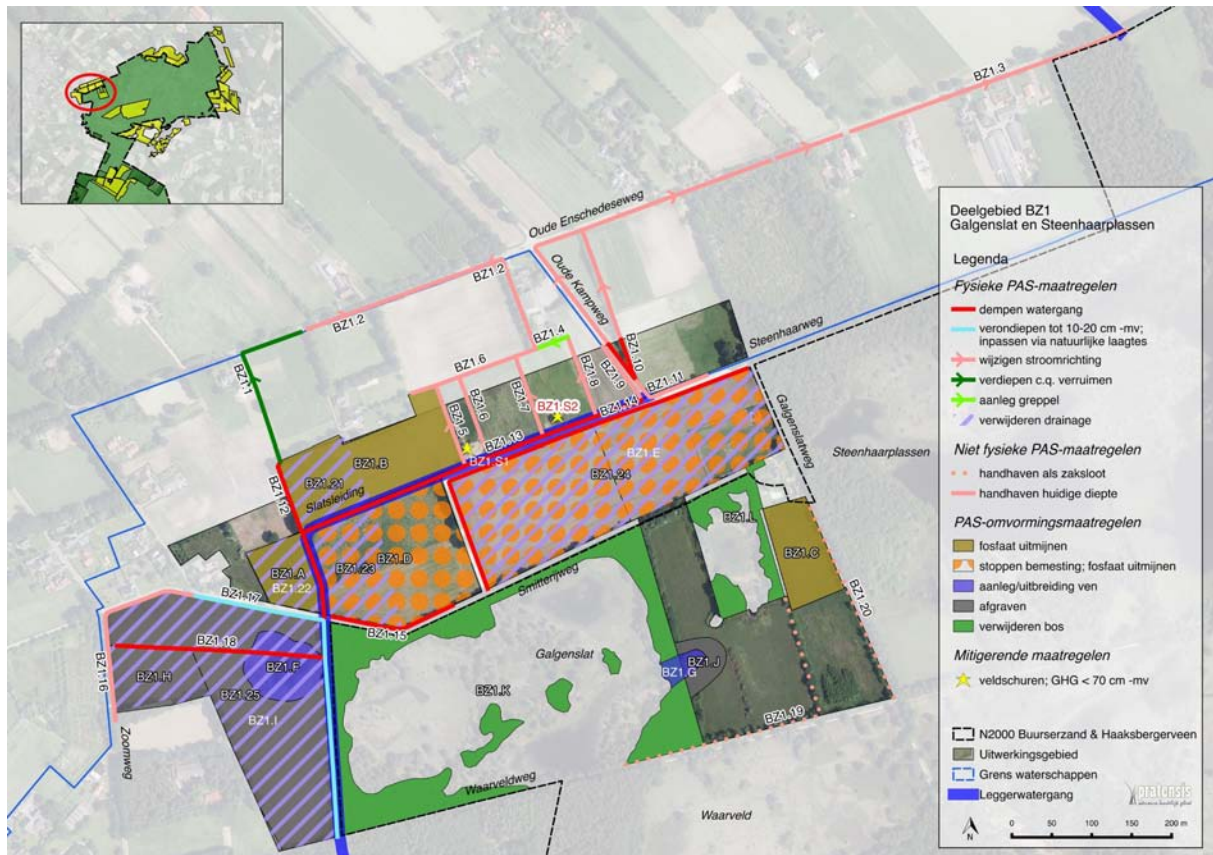 BZ1.3
Oude Enschedeseweg
BZ1.2
Oude Kampweg
BZ1.2
BZ1.4
Steenhaarweg
BZ1.1
BZ1.6
BZ1.10
BZ1.9
BZ1.8
BZ1.7
BZ1.11
BZ1.S2
BZ1.14
BZ1.5
BZ1.6
BZ1.13
BZ1.S1
BZ1.E
BZ1.24
Galgenslatweg
Steenhaarplassen
BZ1.B
BZ1.21
Slatsleiding
BZ1.12
BZ1.L
BZ1.D
BZ1.23
BZ1.C
BZ1.A
BZ1.22
Smitterijweg
BZ1.20
BZ1.17
BZ1.15
BZ1.18
Galgenslat
BZ1.F
BZ1.J
BZ1.G
BZ1.16
BZ1.H
BZ1.25
BZ1.K
BZ1.I
BZ1.19
Zoomweg
Waarveldweg
Waarveld
Deelgebied BZ1
Galgenslat en Steenhaarplassen
Legenda
Fysieke PAS-maatregelen
dempen watergang
verondiepen tot 10-20 cm -mv;
inpassen via natuurlijke laagtes
wijzigen stroomrichting
verdiepen c.q. verruimen
aanleg greppel
verwijderen drainage
Niet fysieke PAS-maatregelen
handhaven als zaksloot
handhaven huidige diepte
PAS-omvormingsmaatregelen
fosfaat uitmijnen
stoppen bemesting; fosfaat uitmijnen
aanleg/uitbreiding ven
afgraven
verwijderen bos
Mitigerende maatregelen
veldschuren; GHG < 70 cm -mv
N2000 Buurserzand & Haaksbergerveen
Uitwerkingsgebied
Grens waterschappen
Leggerwatergang
pratensis
N
0 50 100 150 200 m